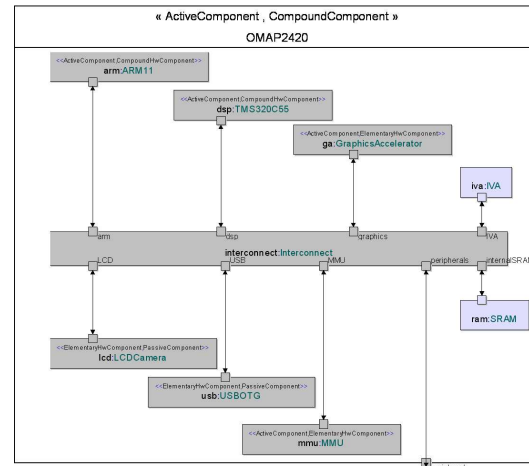 « ActiveComponent , CompoundComponent »
OMAP2420
<<ActiveComponent,CompoundHwComponent>>
arm:ARM11
<<ActiveComponent,CompoundHwComponent>>
dsp:TMS320C55
<<ActiveComponent,ElementaryHwComponent>>
ga:GraphicsAccelerator
iva:IVA
arm
dsp
graphics
IVA
interconnect:Interconnect
LCD
USB
MMU
peripherals
internalSRA
ram:SRAM
<<ElementaryHwComponent,PassiveComponent>>
lcd:LCDCamera
<<ElementaryHwComponent,PassiveComponent>>
usb:USBOTG
<<ActiveComponent,ElementaryHwComponent>>
mmu:MMU